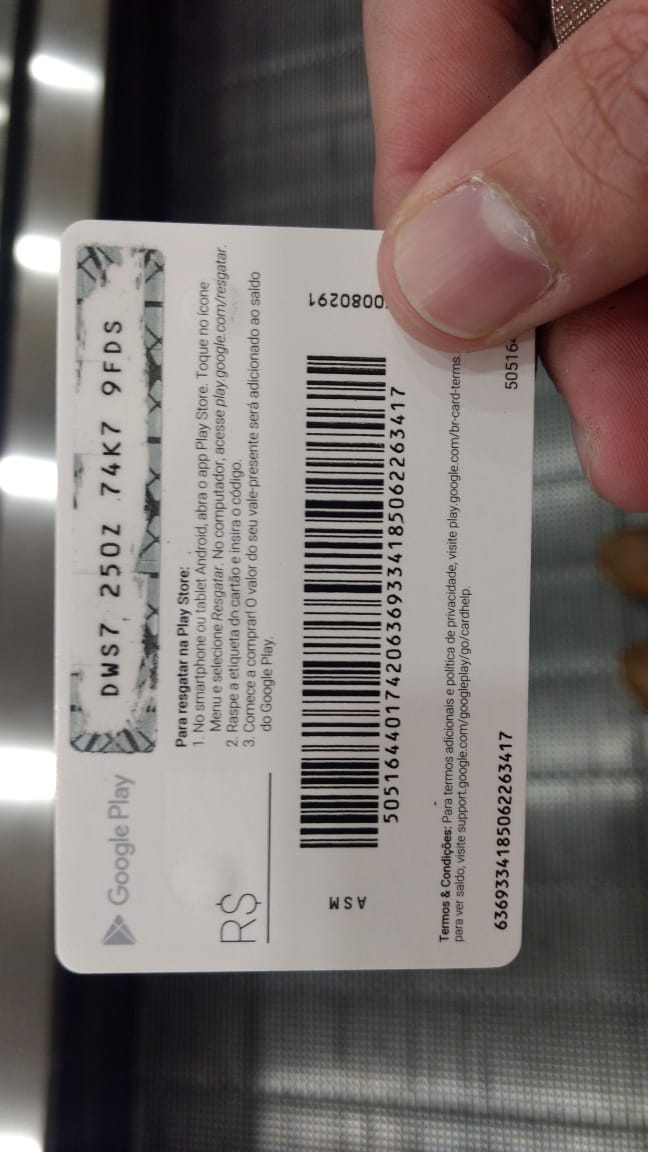 Google Play
DWS7 250Z 74K7 9FDS
Para resgatar na Play Store:
1. No smartphone ou tablet Android, abra o app Play Store. Toque no ícone
Menu e selecione Resgatar. No computador, acesse play.google.com/resgatar.
2. Raspe a etiqueta do cartão e insira o código.
3. Comece a comprar! O valor do seu vale-presente será adicionado ao saldo
do Google Play.
R$
ASM
0080291
50516440174206369334185062263417
Termos & Condições: Para termos adicionais e política de privacidade, visite play.google.com/br-card-terms.
para ver saldo, visite support.google.com/googleplay/go/cardhelp.
6369334185062263417
50516